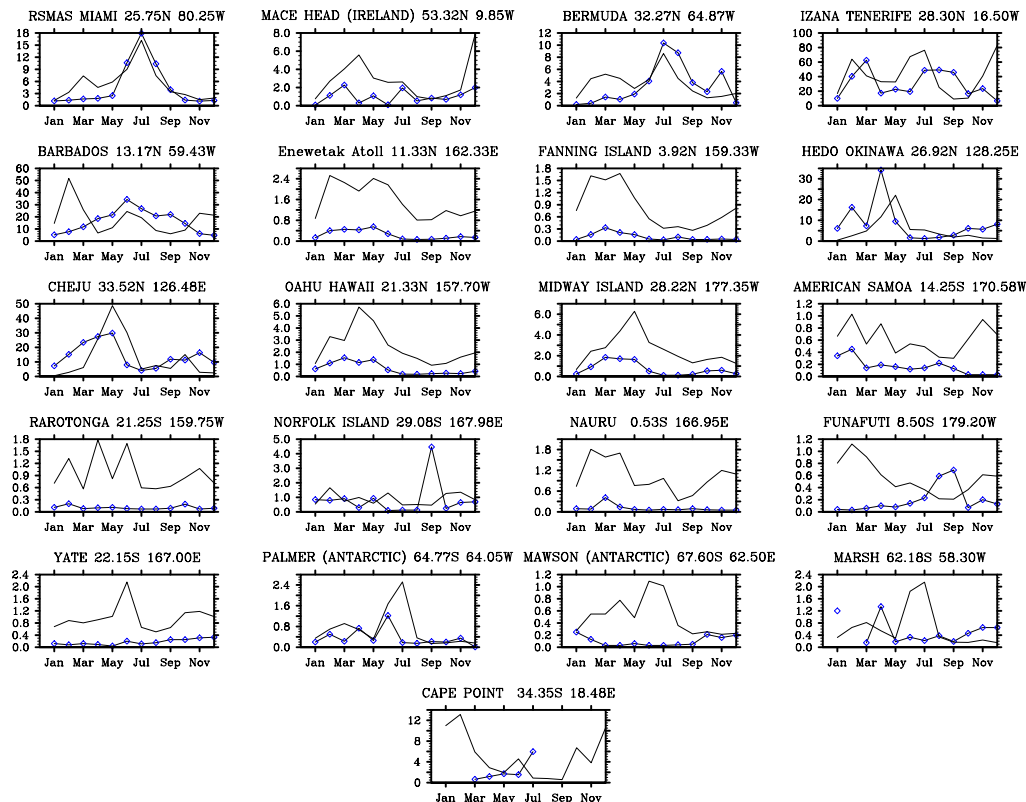 RSMAS MIAMI 25.75N 80.25W
MACE HEAD (IRELAND) 53.32N 9.85W
BERMUDA 32.27N 64.87W
IZANA TENERIFE 28.30N 16.50W
18
15
12
9
6
3
0
8.0
6.0
4.0
2.0
0.0
12
10
8
6
4
2
0
100
80
60
40
20
0
Jan Mar May Jul Sep Nov
Jan Mar May Jul Sep Nov
Jan Mar May Jul Sep Nov
Jan Mar May Jul Sep Nov
BARBADOS 13.17N 59.43W
Enewetak Atoll 11.33N 162.33E
FANNING ISLAND 3.92N 159.33W
HEDO OKINAWA 26.92N 128.25E
60
50
40
30
20
10
0
2.4
1.6
0.8
0.0
1.8
1.5
1.2
0.9
0.6
0.3
0.0
30
20
10
0
Jan Mar May Jul Sep Nov
Jan Mar May Jul Sep Nov
Jan Mar May Jul Sep Nov
Jan Mar May Jul Sep Nov
CHEJU 33.52N 126.48E
OAHU HAWAII 21.33N 157.70W
MIDWAY ISLAND 28.22N 177.35W
AMERICAN SAMOA 14.25S 170.58W
50
40
30
20
10
0
6.0
5.0
4.0
3.0
2.0
1.0
0.0
6.0
4.0
2.0
0.0
1.2
1.0
0.8
0.6
0.4
0.2
0.0
Jan Mar May Jul Sep Nov
Jan Mar May Jul Sep Nov
Jan Mar May Jul Sep Nov
Jan Mar May Jul Sep Nov
RAROTONGA 21.25S 159.75W
NORFOLK ISLAND 29.08S 167.98E
NAURU 0.53S 166.95E
FUNAFUTI 8.50S 179.20W
1.8
1.5
1.2
0.9
0.6
0.3
0.0
5.0
4.0
3.0
2.0
1.0
0.0
1.8
1.2
0.6
0.0
1.2
0.9
0.6
0.3
0.0
Jan Mar May Jul Sep Nov
Jan Mar May Jul Sep Nov
Jan Mar May Jul Sep Nov
Jan Mar May Jul Sep Nov
YATE 22.15S 167.00E
PALMER (ANTARCTIC) 64.77S 64.05W
MAWSON (ANTARCTIC) 67.60S 62.50E
MARSH 62.18S 58.30W
2.4
2.0
1.6
1.2
0.8
0.4
0.0
2.4
1.6
0.8
0.0
1.2
1.0
0.8
0.6
0.4
0.2
0.0
2.4
2.0
1.6
1.2
0.8
0.4
0.0
Jan Mar May Jul Sep Nov
Jan Mar May Jul Sep Nov
Jan Mar May Jul Sep Nov
Jan Mar May Jul Sep Nov
CAPE POINT 34.35S 18.48E
12
8
4
0
Jan Mar May Jul Sep Nov